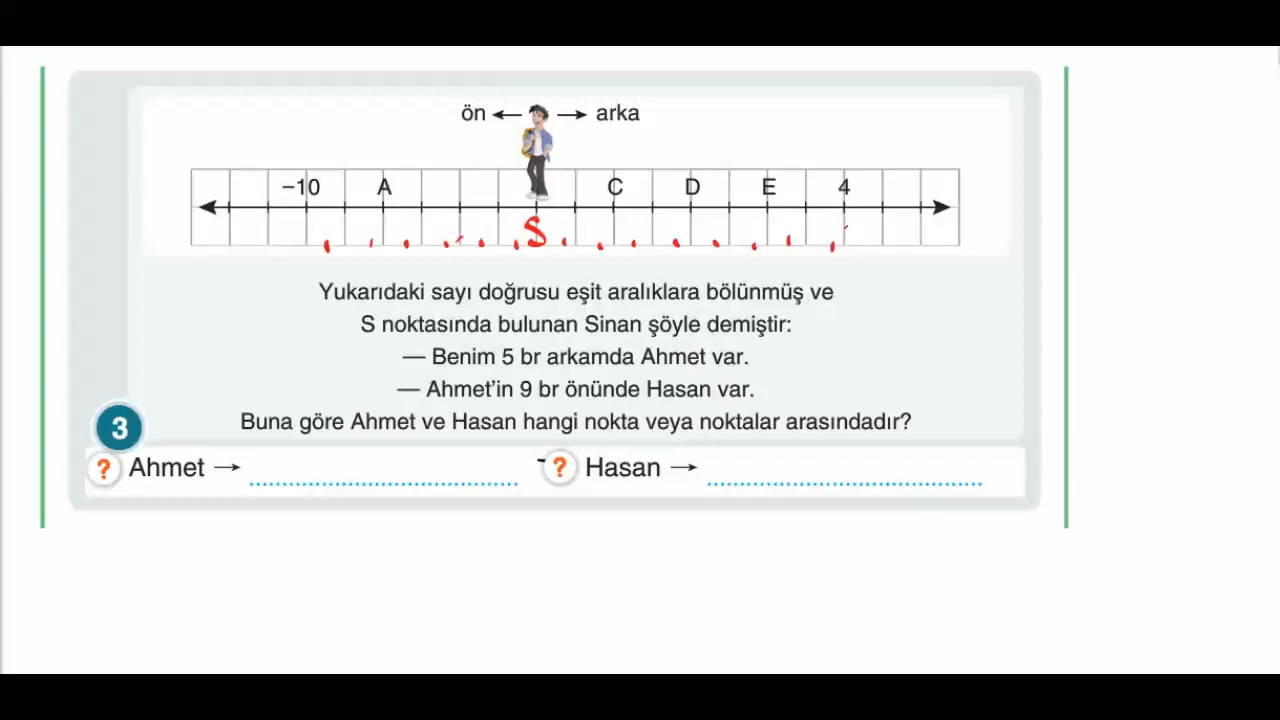 ön ← → arka
–10 A C D E 4
S
Yukarıdaki sayı doğrusu eşit aralıklara bölünmüş ve
S noktasında bulunan Sinan şöyle demiştir:
— Benim 5 br arkamda Ahmet var.
— Ahmet'in 9 br önünde Hasan var.
3
Buna göre Ahmet ve Hasan hangi nokta veya noktalar arasındadır?
? Ahmet → ........................................ ? Hasan → ........................................